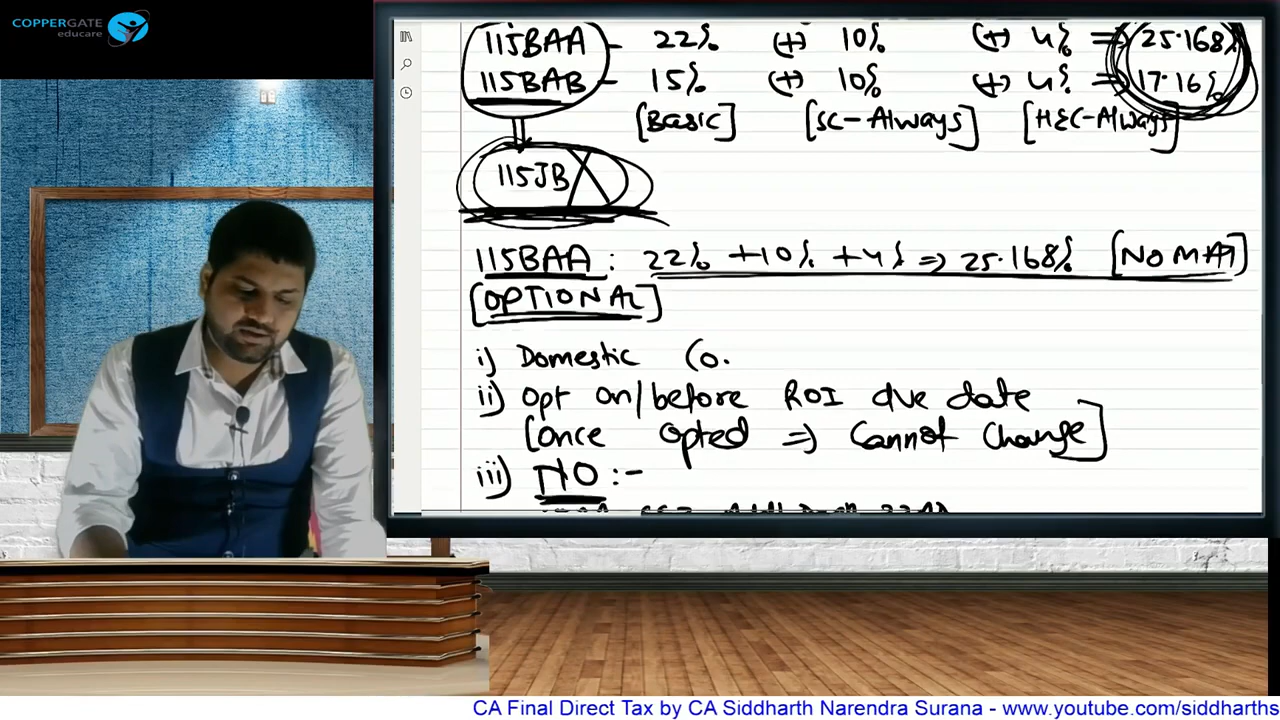 COPPERGATE
educare
115BAA - 22% (+) 10% (+) 4% => 25.168%
115BAB - 15% (+) 10% (+) 4% => 17.16%
[Basic] [SC-Always] [HEC-Always]
115JB X
115BAA : 22% +10% +4% => 25.168% [NO MAT]
[OPTIONAL]
i) Domestic Co.
ii) Opt on/before ROI due date
[Once Opted => Cannot Change]
iii) NO :-
CA Final Direct Tax by CA Siddharth Narendra Surana - www.youtube.com/siddharths